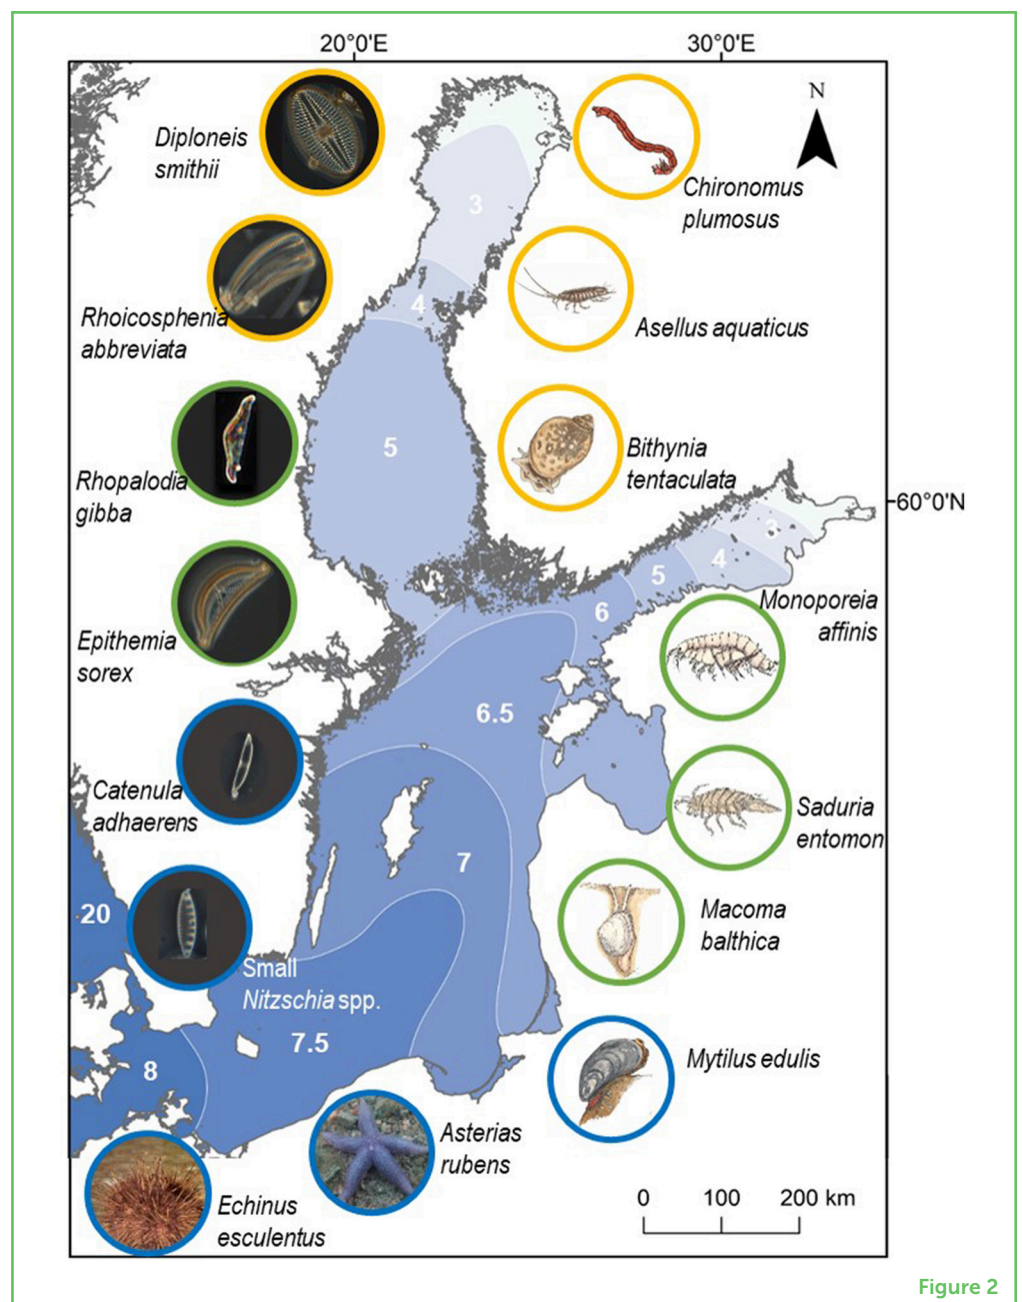 20°0'E
30°0'E
N
Diploneis
smithii
Chironomus
plumosus
3
4
Rhoicosphenia
abbreviata
Asellus aquaticus
5
Bithynia
tentaculata
Rhopalodia
gibba
60°0'N
3
4
5
6
Monoporeia
affinis
Epithemia
sorex
6.5
Catenula
adhaerens
Saduria
entomon
7
20
Macoma
balthica
Small
Nitzschia spp.
7.5
8
Mytilus edulis
Asterias
rubens
Echinus
esculentus
0 100 200 km
Figure 2